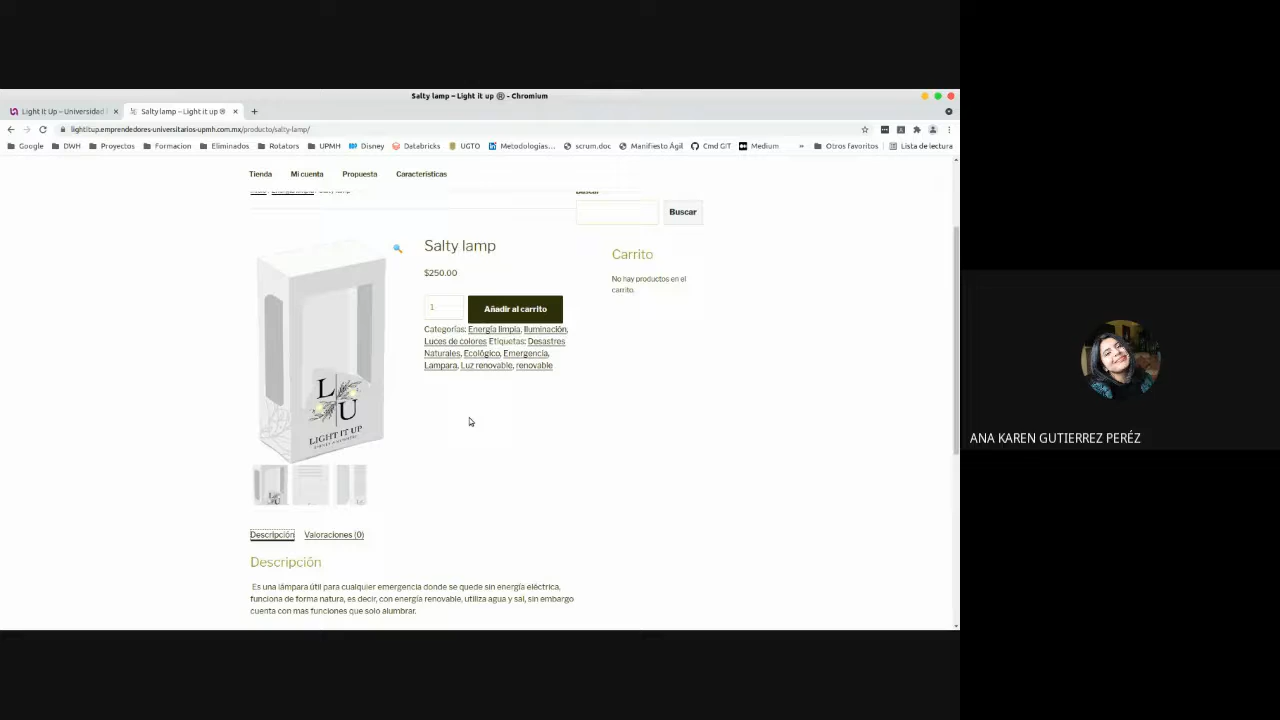 Salty lamp – Light it up ® - Chromium
Light It Up – Universidad
Salty lamp – Light it up ®
lightitup.emprendedores-universitarios-upmh.com.mx/producto/salty-lamp/
Google DWH Proyectos Formacion Eliminados Rotators UPMH Disney Databricks UGTO Metodologías... scrum.doc Manifiesto Ágil Cmd GIT Medium » Otros favoritos Lista de lectura
Tienda Mi cuenta Propuesta Características
Buscar
Salty lamp
$250.00
1
Añadir al carrito
Categorías: Energía limpia, Iluminación,
Luces de colores Etiquetas: Desastres
Naturales, Ecológico, Emergencia,
Lampara, Luz renovable, renovable
Carrito
No hay productos en el
carrito.
L U
LIGHT IT UP
Descripción Valoraciones (0)
Descripción
Es una lámpara útil para cualquier emergencia donde se quede sin energía eléctrica,
funciona de forma natura, es decir, con energía renovable, utiliza agua y sal, sin embargo
cuenta con mas funciones que solo alumbrar.
ANA KAREN GUTIERREZ PERÉZ